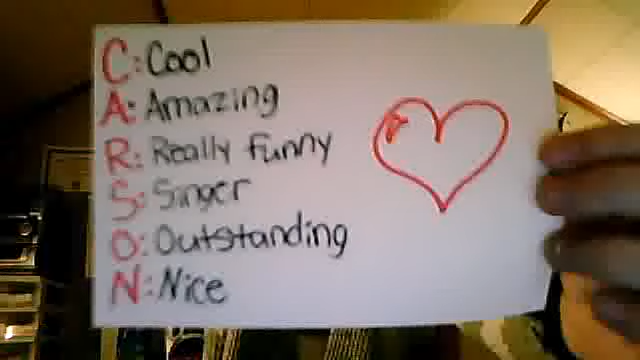 C: Cool
A: Amazing
R: Really Funny
S: Singer
O: Outstanding
N: Nice